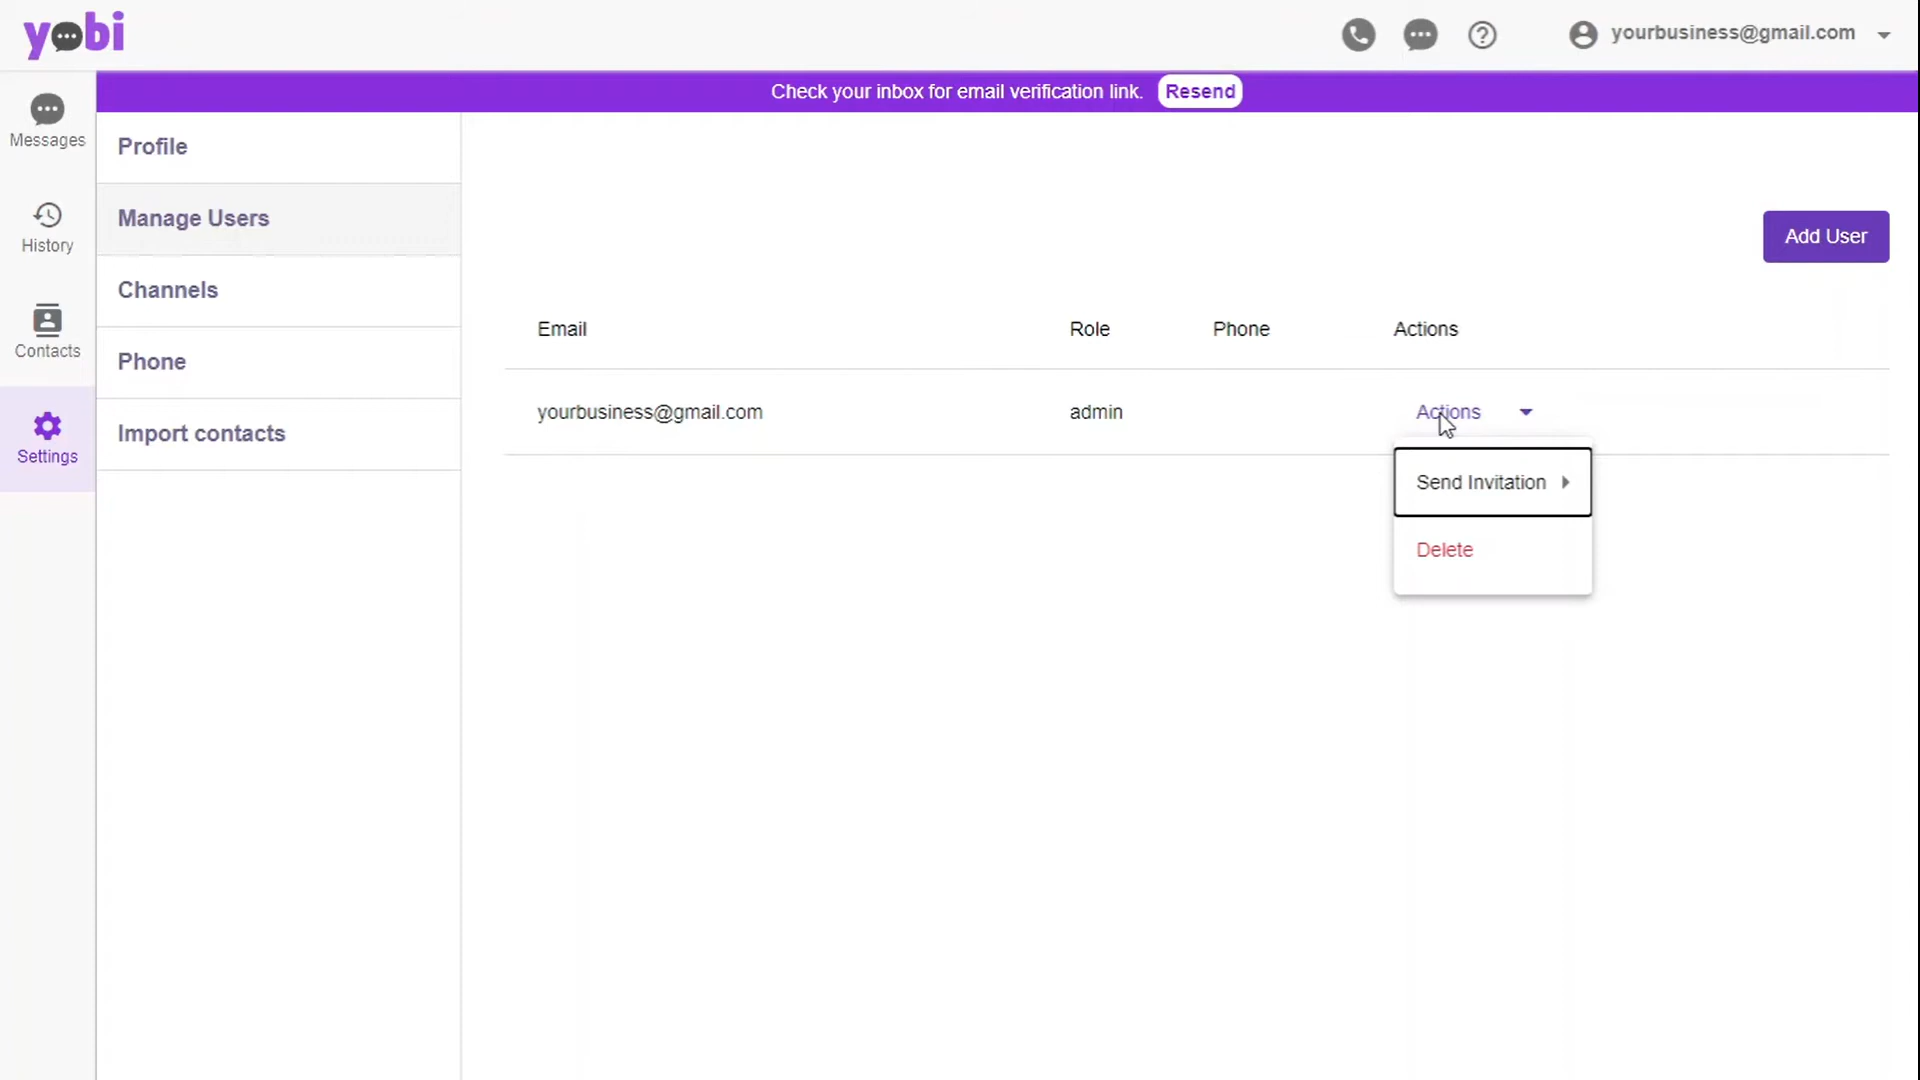 yobi
yourbusiness@gmail.com
Check your inbox for email verification link. Resend
Messages
History
Contacts
Settings
Profile
Manage Users
Channels
Phone
Import contacts
Add User
Email Role Phone Actions
yourbusiness@gmail.com admin Actions
Send Invitation
Delete